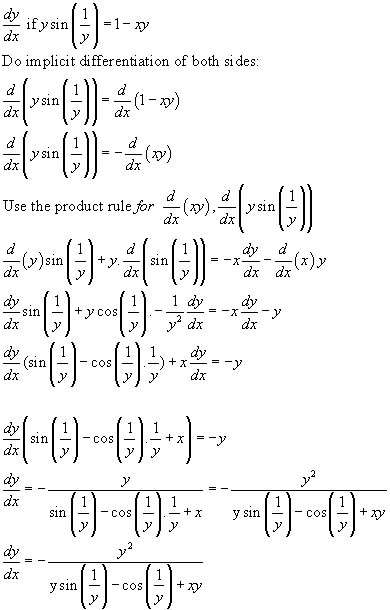 dy/dx if y sin(1/y) = 1 - xy
Do implicit differentiation of both sides:
d/dx(y sin(1/y)) = d/dx(1 - xy)
d/dx(y sin(1/y)) = -d/dx(xy)
Use the product rule for d/dx(xy), d/dx(y sin(1/y))
d/dx(y) sin(1/y) + y. d/dx(sin(1/y)) = -x dy/dx - d/dx(x) y
dy/dx sin(1/y) + y cos(1/y). - 1/y² dy/dx = -x dy/dx - y
dy/dx (sin(1/y) - cos(1/y). 1/y) + x dy/dx = -y
dy/dx (sin(1/y) - cos(1/y). 1/y + x) = -y
dy/dx = - y/(sin(1/y) - cos(1/y). 1/y + x) = - y²/(y sin(1/y) - cos(1/y) + xy)
dy/dx = - y²/(y sin(1/y) - cos(1/y) + xy)